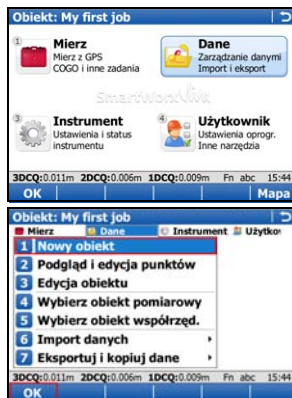 Obiekt: My first job
1 Mierz
Mierz z GPS
COGO i inne zadania
Dane
Zarządzanie danymi
Import i eksport
SmartWorx Viva
3 Instrument
Ustawienia i status
instrumentu
4 Użytkownik
Ustawienia oprogr.
Inne narzędzia
3DCQ:0.011m 2DCQ:0.006m 1DCQ:0.009m Fn abc 15:44
OK Mapa
Obiekt: My first job
Mierz Dane Instrument Użytkow
1 Nowy obiekt
2 Podgląd i edycja punktów
3 Edycja obiektu
4 Wybierz obiekt pomiarowy
5 Wybierz obiekt współrzęd.
6 Import danych
7 Eksportuj i kopiuj dane
3DCQ:0.011m 2DCQ:0.006m 1DCQ:0.009m Fn abc 15:44
OK